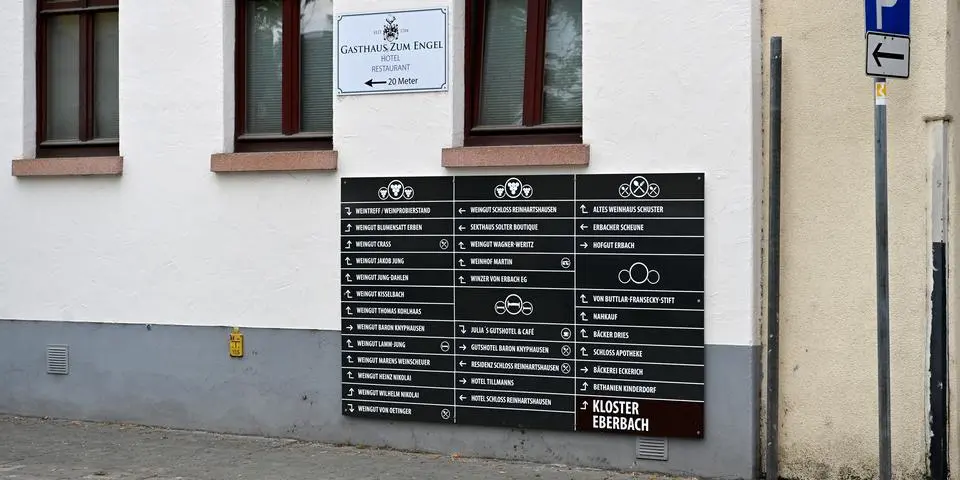 SEIT
GASTHAUS ZUM ENGEL
HOTEL
RESTAURANT
20 Meter
P
WEINTREFF / WEINPROBIERSTAND
WEINGUT BLUMENSATT ERBEN
WEINGUT CRASS
WEINGUT JAKOB JUNG
WEINGUT JUNG-DAHLEN
WEINGUT KISSELBACH
WEINGUT THOMAS KOHLHAAS
WEINGUT BARON KNYPHAUSEN
WEINGUT LAMM-JUNG
WEINGUT MARENS WEINSCHEUER
WEINGUT HEINZ NIKOLAI
WEINGUT WILHELM NIKOLAI
WEINGUT VON OETINGER
WEINGUT SCHLOSS REINHARTSHAUSEN
SEKTHAUS SOLTER BOUTIQUE
WEINGUT WAGNER-WERITZ
WEINHOF MARTIN
WINZER VON ERBACH EG
JULIA´S GUTSHOTEL & CAFÉ
GUTSHOTEL BARON KNYPHAUSEN
RESIDENZ SCHLOSS REINHARTSHAUSEN
HOTEL TILLMANNS
HOTEL SCHLOSS REINHARTSHAUSEN
ALTES WEINHAUS SCHUSTER
ERBACHER SCHEUNE
HOFGUT ERBACH
VON BUTTLAR-FRANSECKY-STIFT
NAHKAUF
BÄCKER DRIES
SCHLOSS APOTHEKE
BÄCKEREI ECKERICH
BETHANIEN KINDERDORF
KLOSTER
EBERBACH